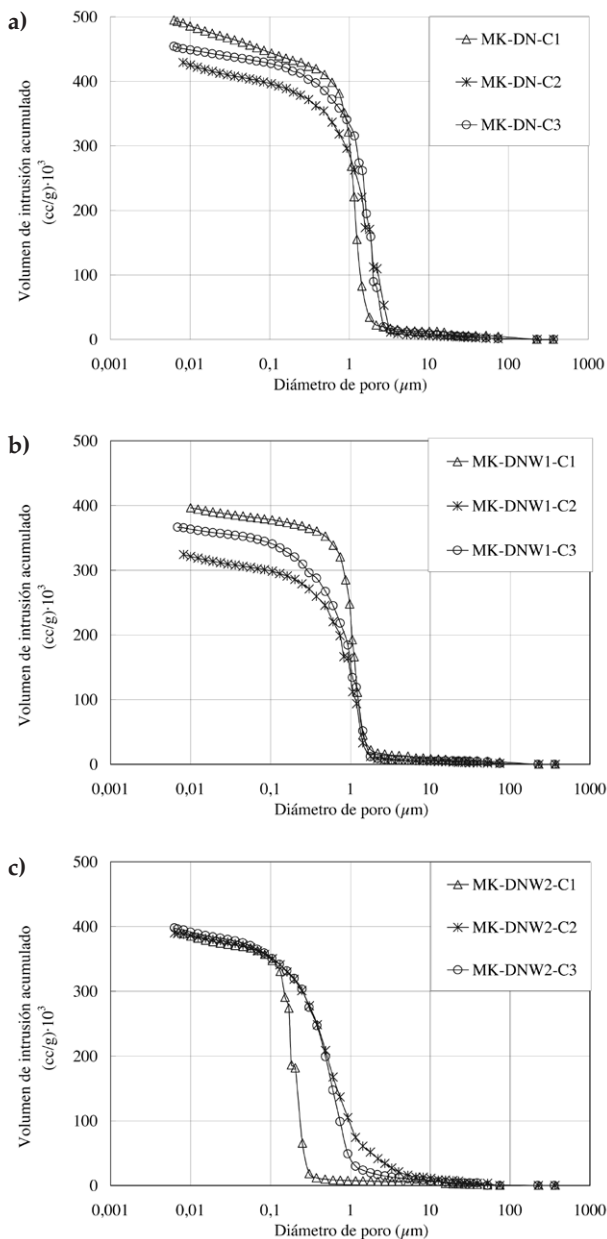 a)
500
400
300
200
100
0
Volumen de intrusión acumulado
(cc/g)·10³
MK-DN-C1
MK-DN-C2
MK-DN-C3
0,001 0,01 0,1 1 10 100 1000
Diámetro de poro (µm)
b)
500
400
300
200
100
0
Volumen de intrusión acumulado
(cc/g)·10³
MK-DNW1-C1
MK-DNW1-C2
MK-DNW1-C3
0,001 0,01 0,1 1 10 100 1000
Diámetro de poro (µm)
c)
500
400
300
200
100
0
Volumen de intrusión acumulado
(cc/g)·10³
MK-DNW2-C1
MK-DNW2-C2
MK-DNW2-C3
0,001 0,01 0,1 1 10 100 1000
Diámetro de poro (µm)